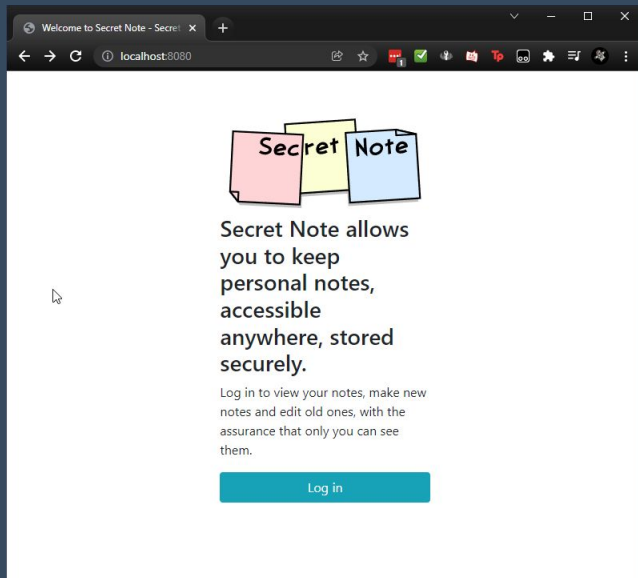 Welcome to Secret Note - Secret
localhost:8080
1
Tp
Secret Note
Secret Note allows
you to keep
personal notes,
accessible
anywhere, stored
securely.
Log in to view your notes, make new
notes and edit old ones, with the
assurance that only you can see
them.
Log in